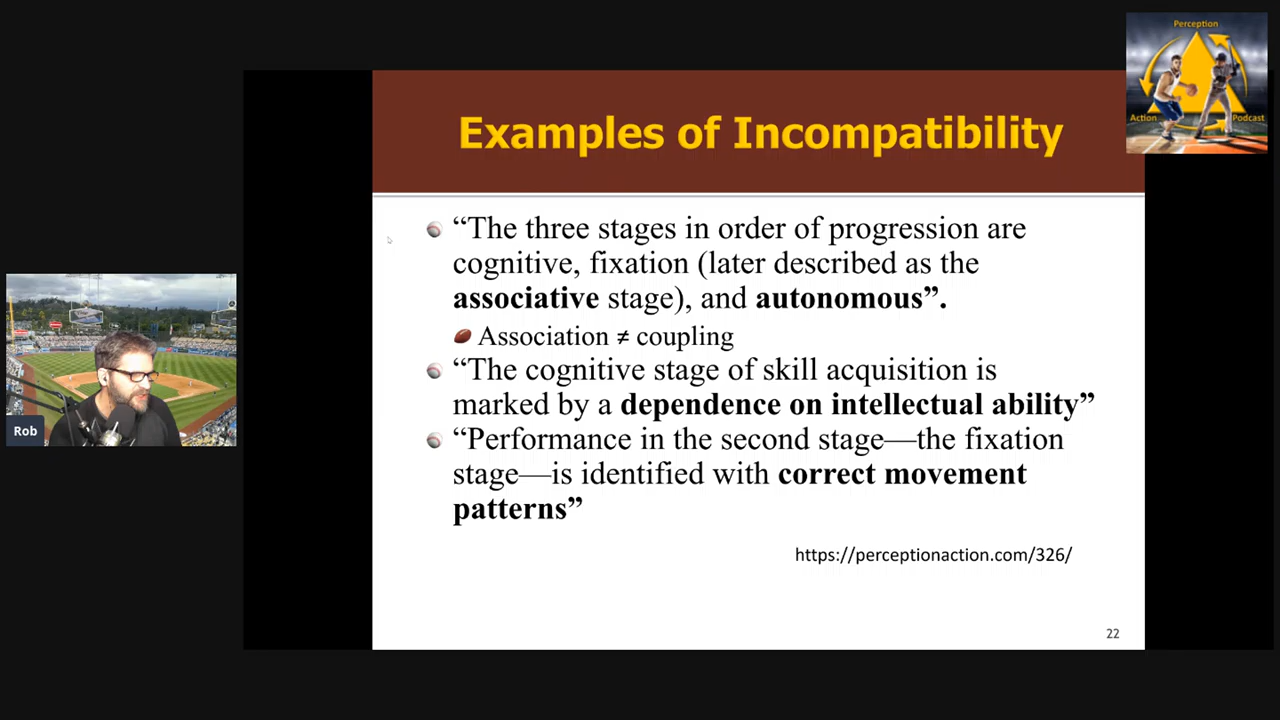 Perception
Action
Podcast
Examples of Incompatibility
“The three stages in order of progression are
cognitive, fixation (later described as the
associative stage), and autonomous”.
Association ≠ coupling
“The cognitive stage of skill acquisition is
marked by a dependence on intellectual ability”
“Performance in the second stage—the fixation
stage—is identified with correct movement
patterns”
https://perceptionaction.com/326/
22
Rob